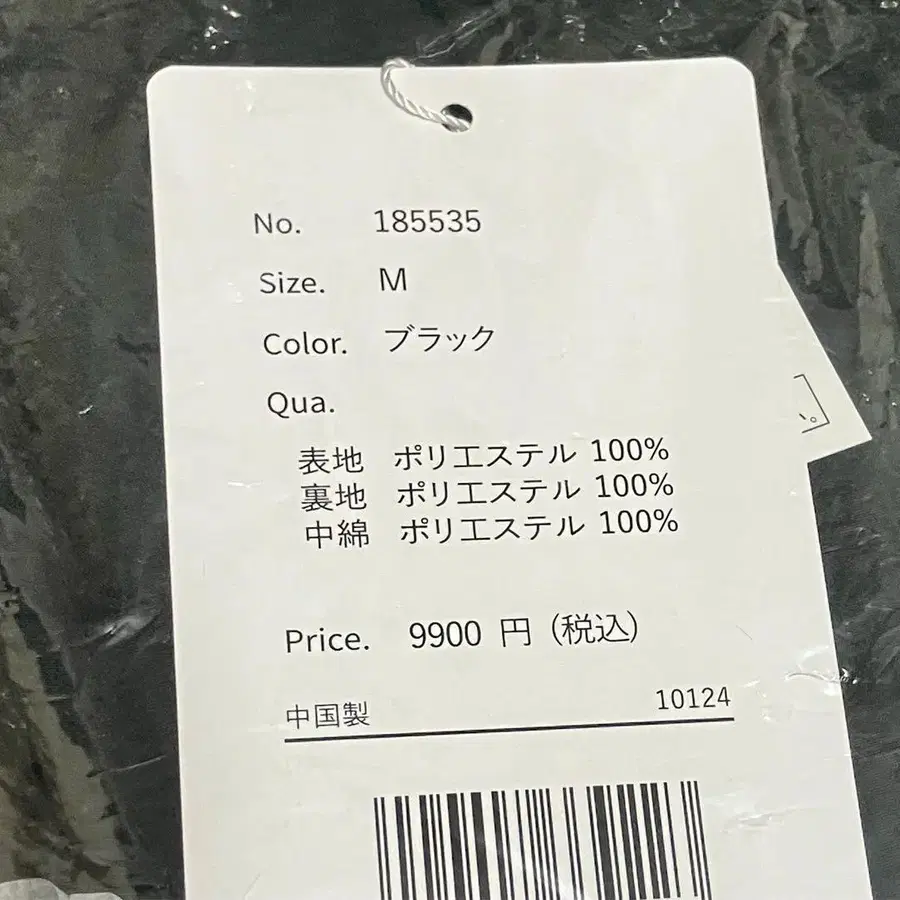 No. 185535
Size. M
Color. ブラック
Qua.
表地 ポリエステル 100%
裏地 ポリエステル 100%
中綿 ポリエステル 100%
Price. 9900 円 (税込)
中国製 10124
い。